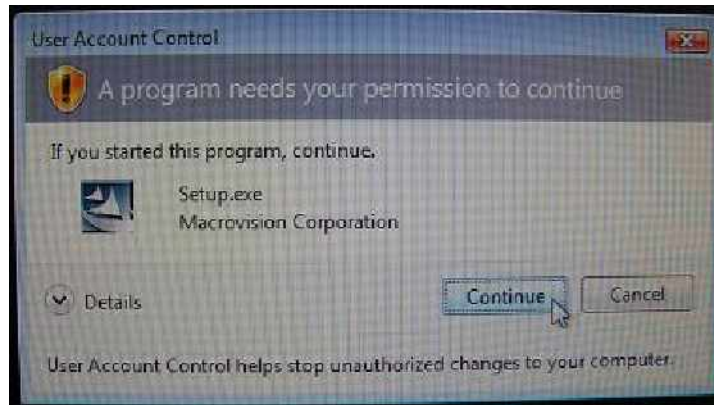 User Account Control
A program needs your permission to continue
If you started this program, continue.
Setup.exe
Macrovision Corporation
Details
Continue
Cancel
User Account Control helps stop unauthorized changes to your computer.